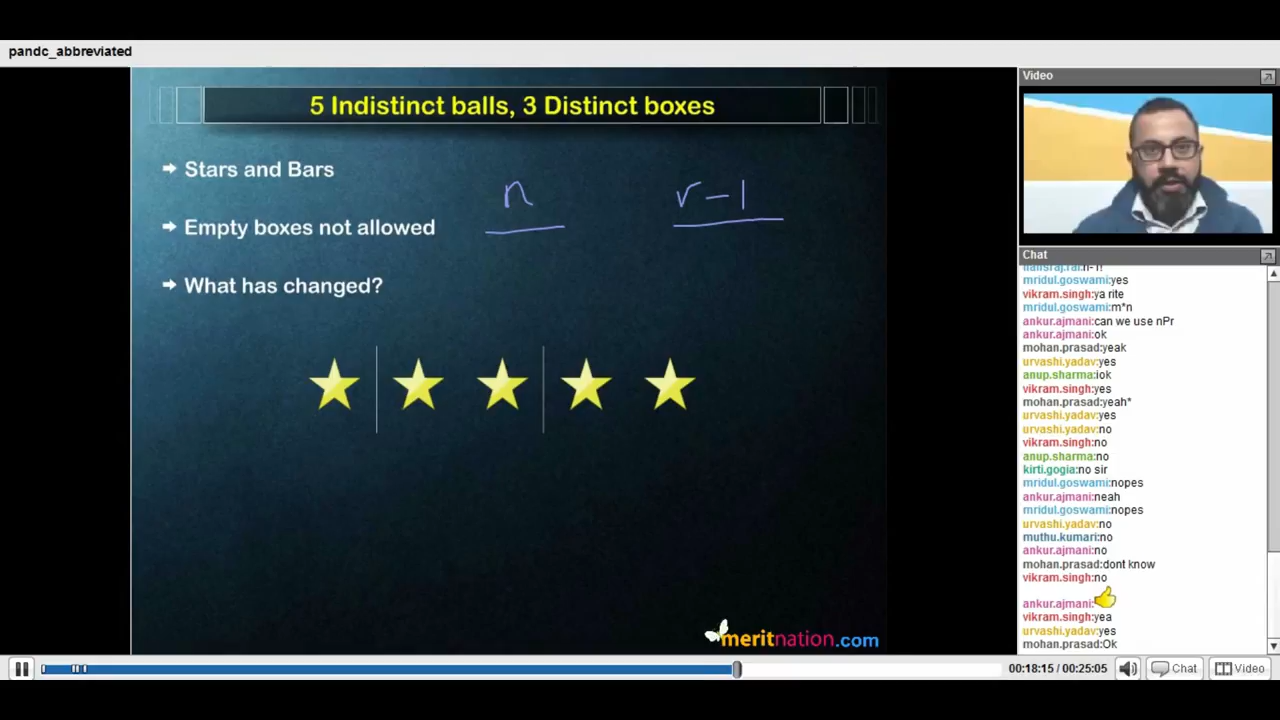 pandc_abbreviated
5 Indistinct balls, 3 Distinct boxes
Stars and Bars
n
r-1
Empty boxes not allowed
What has changed?
meritnation.com
Video
Chat
mridul.goswami:yes
vikram.singh:ya rite
mridul.goswami:m*n
ankur.ajmani:can we use nPr
ankur.ajmani:ok
mohan.prasad:yeak
urvashi.yadav:yes
anup.sharma:iok
vikram.singh:yes
mohan.prasad:yeah*
urvashi.yadav:yes
urvashi.yadav:no
vikram.singh:no
anup.sharma:no
kirti.gogia:no sir
mridul.goswami:nopes
ankur.ajmani:neah
mridul.goswami:nopes
urvashi.yadav:no
muthu.kumari:no
ankur.ajmani:no
mohan.prasad:dont know
vikram.singh:no
ankur.ajmani:
vikram.singh:yea
urvashi.yadav:yes
mohan.prasad:Ok
00:18:15 / 00:25:05
Chat
Video